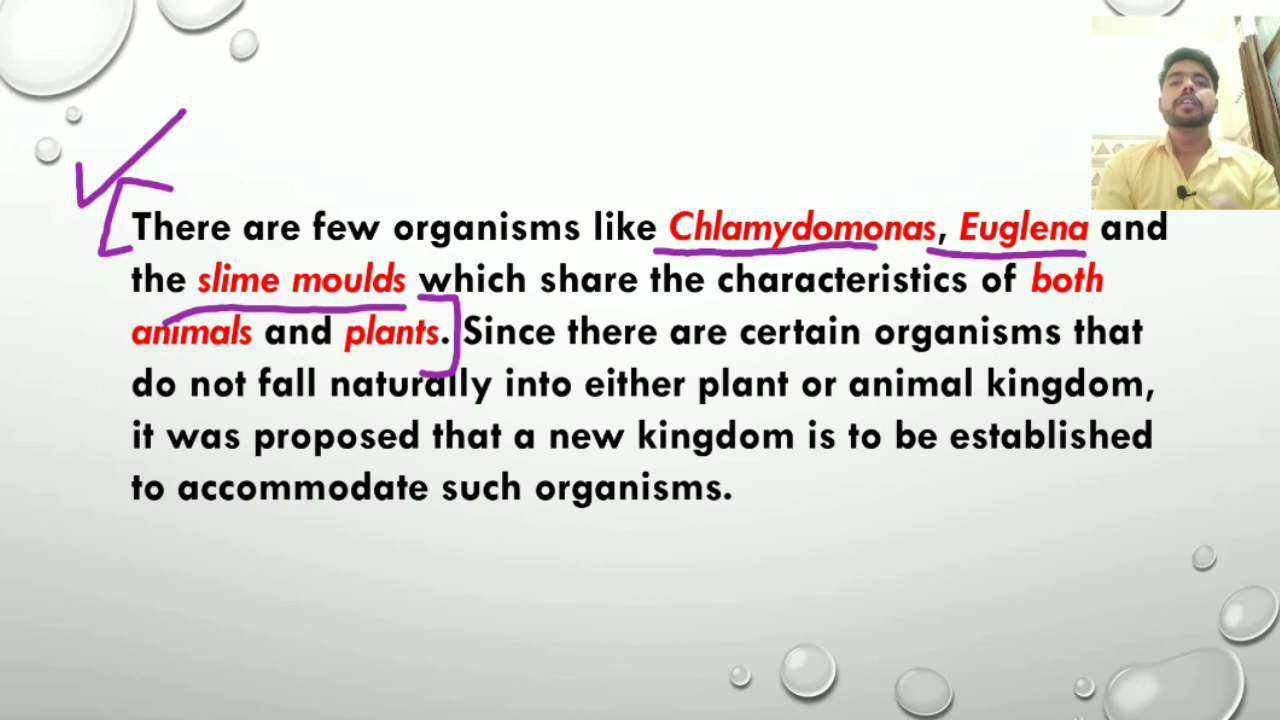 There are few organisms like Chlamydomonas, Euglena and
the slime moulds which share the characteristics of both
animals and plants. Since there are certain organisms that
do not fall naturally into either plant or animal kingdom,
it was proposed that a new kingdom is to be established
to accommodate such organisms.